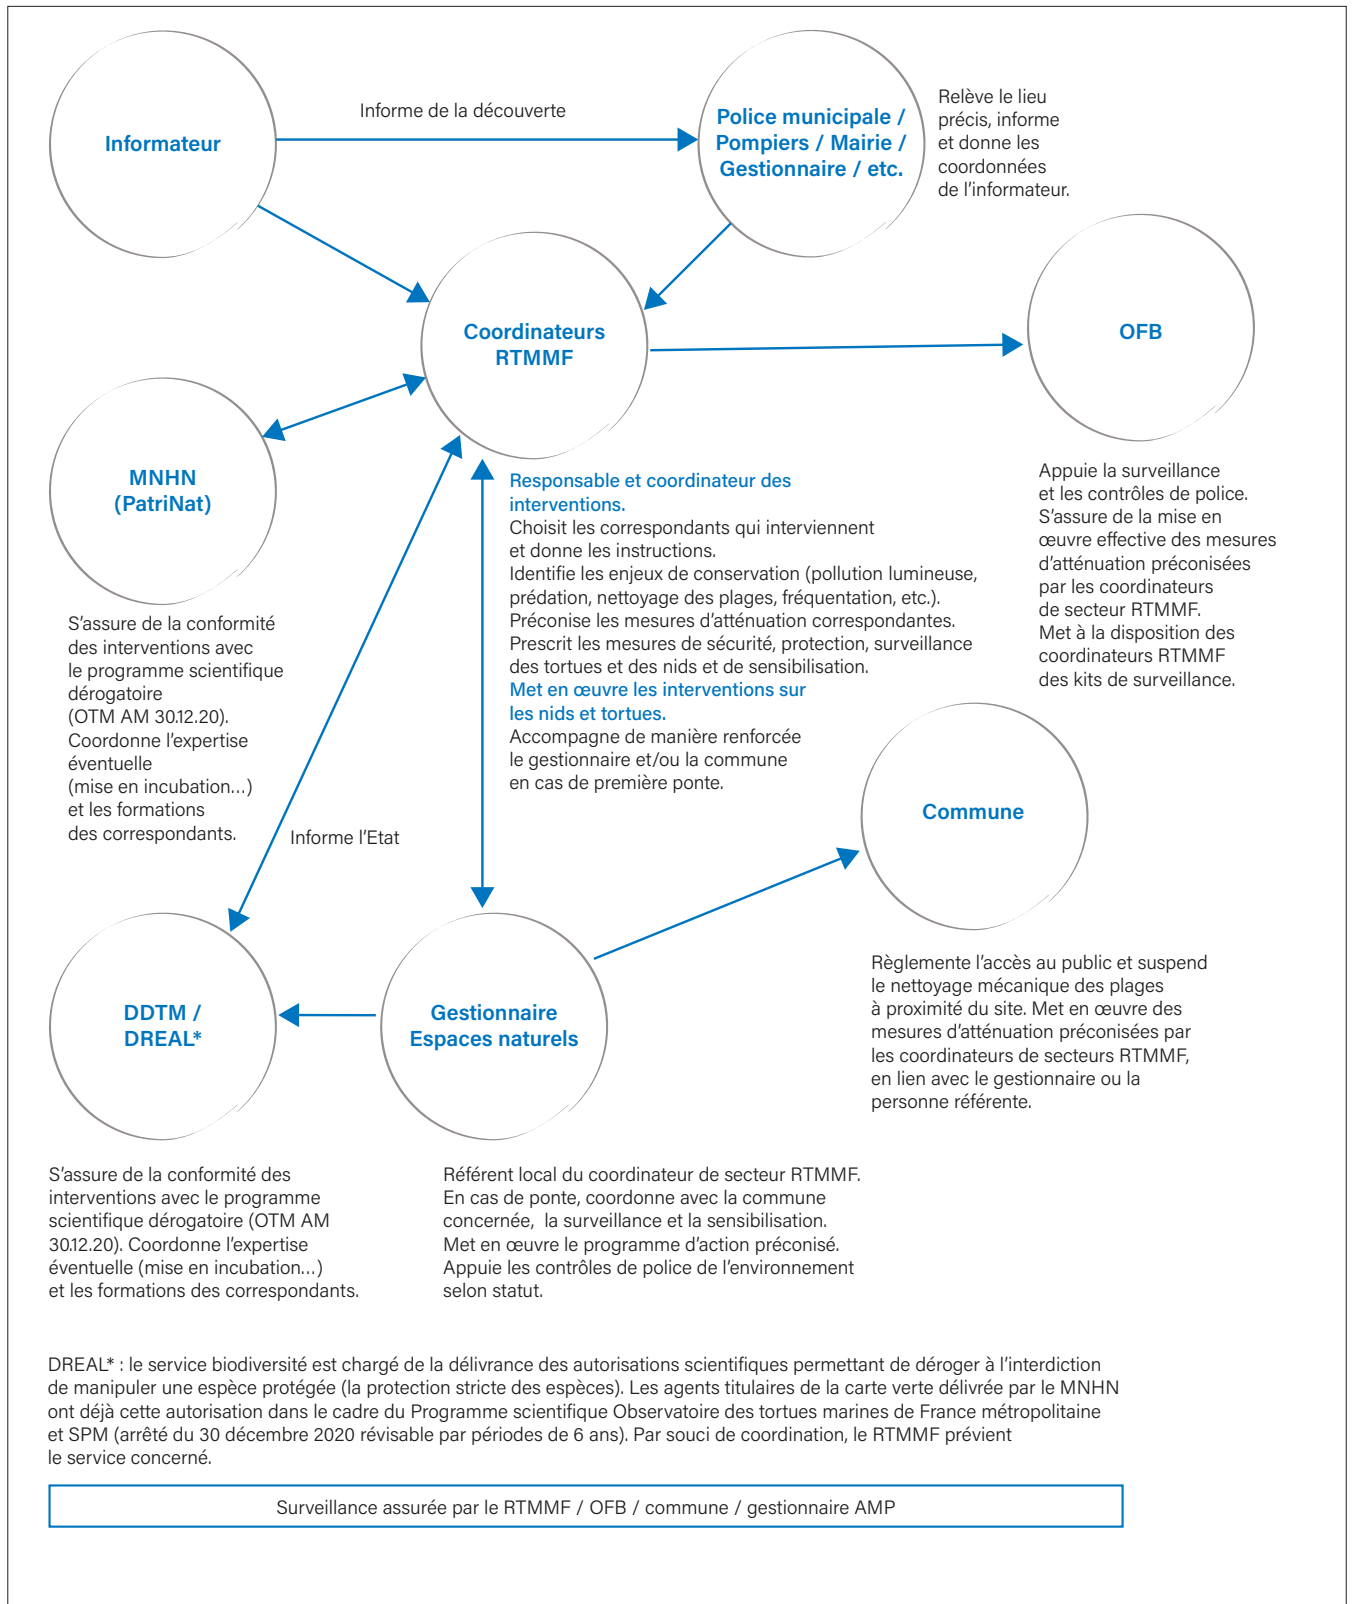 Informateur
Informe de la découverte
Police municipale /
Pompiers / Mairie /
Gestionnaire / etc.
Relève le lieu
précis, informe
et donne les
coordonnées
de l'informateur.
Coordinateurs
RTMMF
OFB
MNHN
(PatriNat)
Responsable et coordinateur des
interventions.
Choisit les correspondants qui interviennent
et donne les instructions.
Identifie les enjeux de conservation (pollution lumineuse,
prédation, nettoyage des plages, fréquentation, etc.).
Préconise les mesures d'atténuation correspondantes.
Prescrit les mesures de sécurité, protection, surveillance
des tortues et des nids et de sensibilisation.
Met en œuvre les interventions sur
les nids et tortues.
Accompagne de manière renforcée
le gestionnaire et/ou la commune
en cas de première ponte.
Appuie la surveillance
et les contrôles de police.
S'assure de la mise en
œuvre effective des mesures
d'atténuation préconisées
par les coordinateurs
de secteur RTMMF.
Met à la disposition des
coordinateurs RTMMF
des kits de surveillance.
S'assure de la conformité
des interventions avec
le programme scientifique
dérogatoire
(OTM AM 30.12.20).
Coordonne l'expertise
éventuelle
(mise en incubation...)
et les formations
des correspondants.
Informe l'Etat
Commune
Règlemente l'accès au public et suspend
le nettoyage mécanique des plages
à proximité du site. Met en œuvre des
mesures d'atténuation préconisées par
les coordinateurs de secteurs RTMMF,
en lien avec le gestionnaire ou la
personne référente.
DDTM /
DREAL*
Gestionnaire
Espaces naturels
S'assure de la conformité des
interventions avec le programme
scientifique dérogatoire (OTM AM
30.12.20). Coordonne l'expertise
éventuelle (mise en incubation...)
et les formations des correspondants.
Référent local du coordinateur de secteur RTMMF.
En cas de ponte, coordonne avec la commune
concernée, la surveillance et la sensibilisation.
Met en œuvre le programme d'action préconisé.
Appuie les contrôles de police de l'environnement
selon statut.
DREAL* : le service biodiversité est chargé de la délivrance des autorisations scientifiques permettant de déroger à l'interdiction
de manipuler une espèce protégée (la protection stricte des espèces). Les agents titulaires de la carte verte délivrée par le MNHN
ont déjà cette autorisation dans le cadre du Programme scientifique Observatoire des tortues marines de France métropolitaine
et SPM (arrêté du 30 décembre 2020 révisable par périodes de 6 ans). Par souci de coordination, le RTMMF prévient
le service concerné.
Surveillance assurée par le RTMMF / OFB / commune / gestionnaire AMP